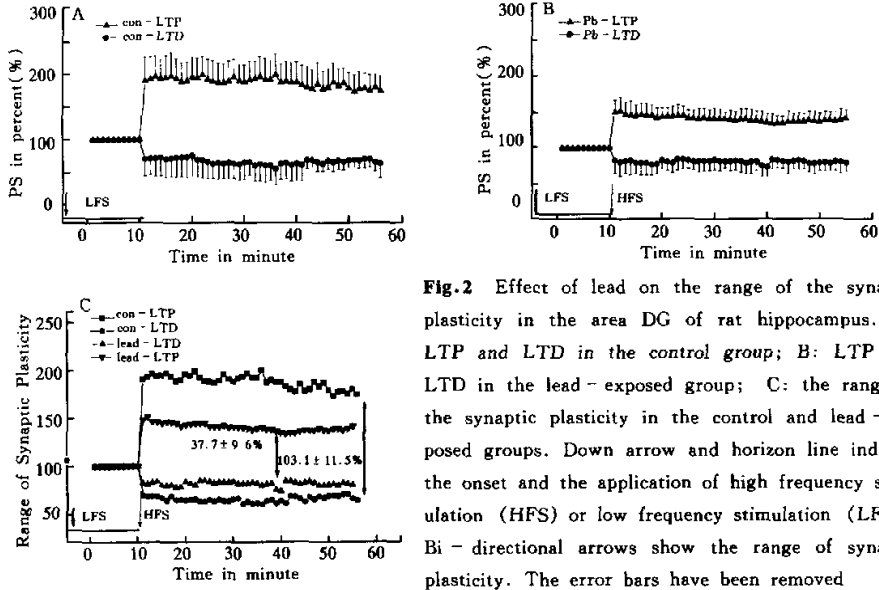 A
con-LTP
con-LTD
300
200
100
0
PS in percent(%)
LFS
0 10 20 30 40 50 60
Time in minute
B
Pb-LTP
Pb-LTD
300
200
100
0
PS in percent(%)
LFS
HFS
0 10 20 30 40 50 60
Time in minute
C
con-LTP
con-LTD
lead-LTD
lead-LTP
250
200
150
100
50
Range of Synaptic Plasticity
37.7±9 6%
103.1±11.5%
LFS
HFS
0 10 20 30 40 50 60
Time in minute
Fig.2 Effect of lead on the range of the syna
plasticity in the area DG of rat hippocampus.
LTP and LTD in the control group; B: LTP
LTD in the lead-exposed group; C: the rang
the synaptic plasticity in the control and lead-
posed groups. Down arrow and horizon line ind
the onset and the application of high frequency s
ulation (HFS) or low frequency stimulation (LF
Bi-directional arrows show the range of syna
plasticity. The error bars have been removed